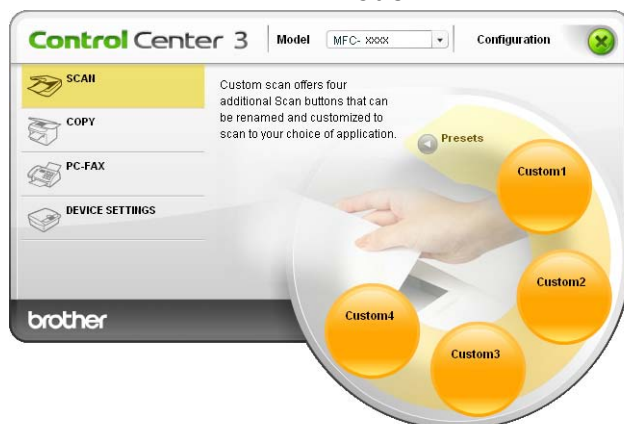 Control Center 3
Model
MFC- XXXX
Configuration
SCAN
COPY
PC-FAX
DEVICE SETTINGS
Custom scan offers four
additional Scan buttons that can
be renamed and customized to
scan to your choice of application.
Presets
Custom1
Custom2
Custom3
Custom4
brother